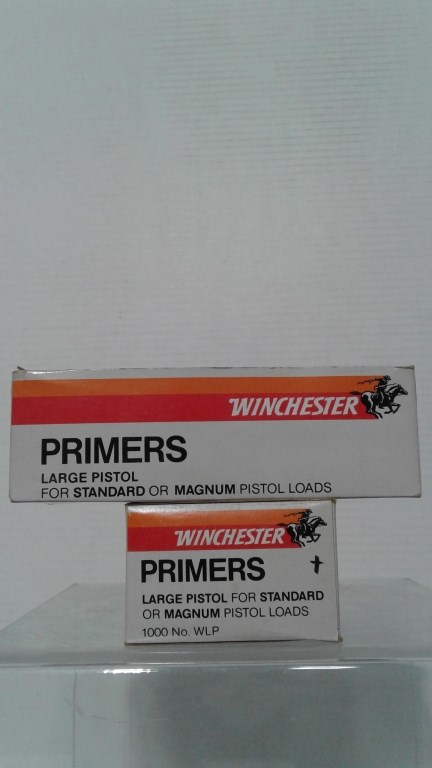 WINCHESTER
PRIMERS
LARGE PISTOL
FOR STANDARD OR MAGNUM PISTOL LOADS
WINCHESTER
PRIMERS
LARGE PISTOL FOR STANDARD
OR MAGNUM PISTOL LOADS
1000 No. WLP